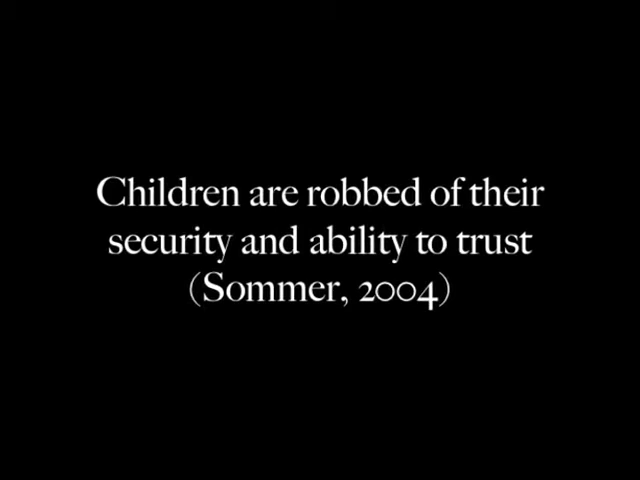 Children are robbed of their
security and ability to trust
(Sommer, 2004)